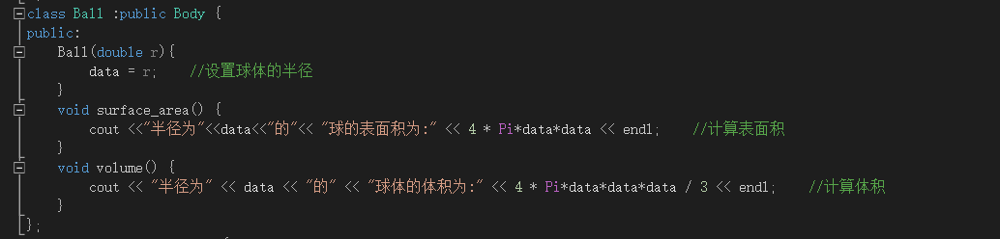 class Ball :public Body {
public:
Ball(double r){
data = r; //设置球体的半径
}
void surface_area() {
cout <<"半径为"<<data<<"的"<< "球的表面积为:" << 4 * Pi*data*data << endl; //计算表面积
}
void volume() {
cout << "半径为" << data << "的" << "球体的体积为:" << 4 * Pi*data*data*data / 3 << endl; //计算体积
}
};